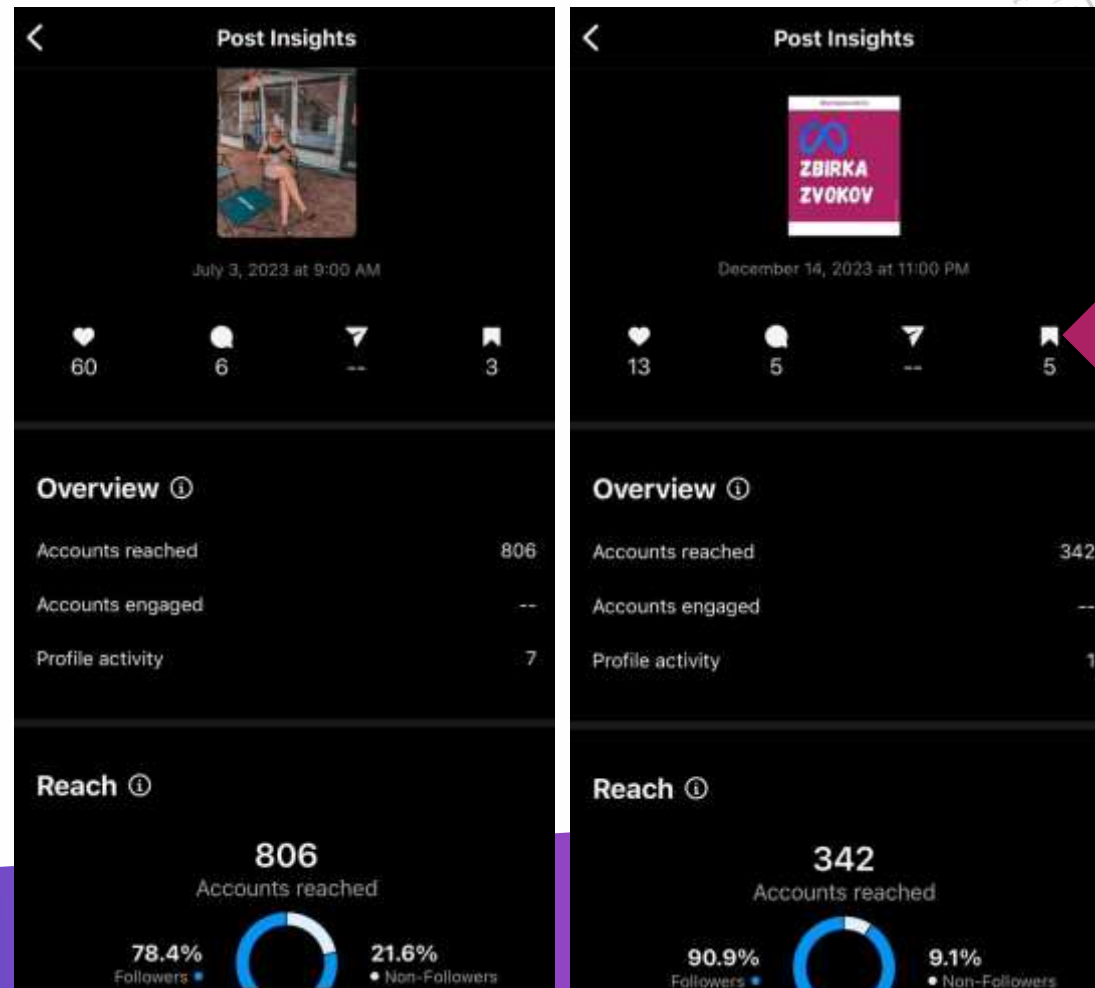 Post Insights
July 3, 2023 at 9:00 AM
60 6 -- 3
Overview
Accounts reached 806
Accounts engaged --
Profile activity 7
Reach
806
Accounts reached
78.4% 21.6%
Followers Non-Followers
Post Insights
ZBIRKA
ZVOKOV
December 14, 2023 at 11:00 PM
13 5 -- 5
Overview
Accounts reached 342
Accounts engaged --
Profile activity 1
Reach
342
Accounts reached
90.9% 9.1%
Followers Non-Followers